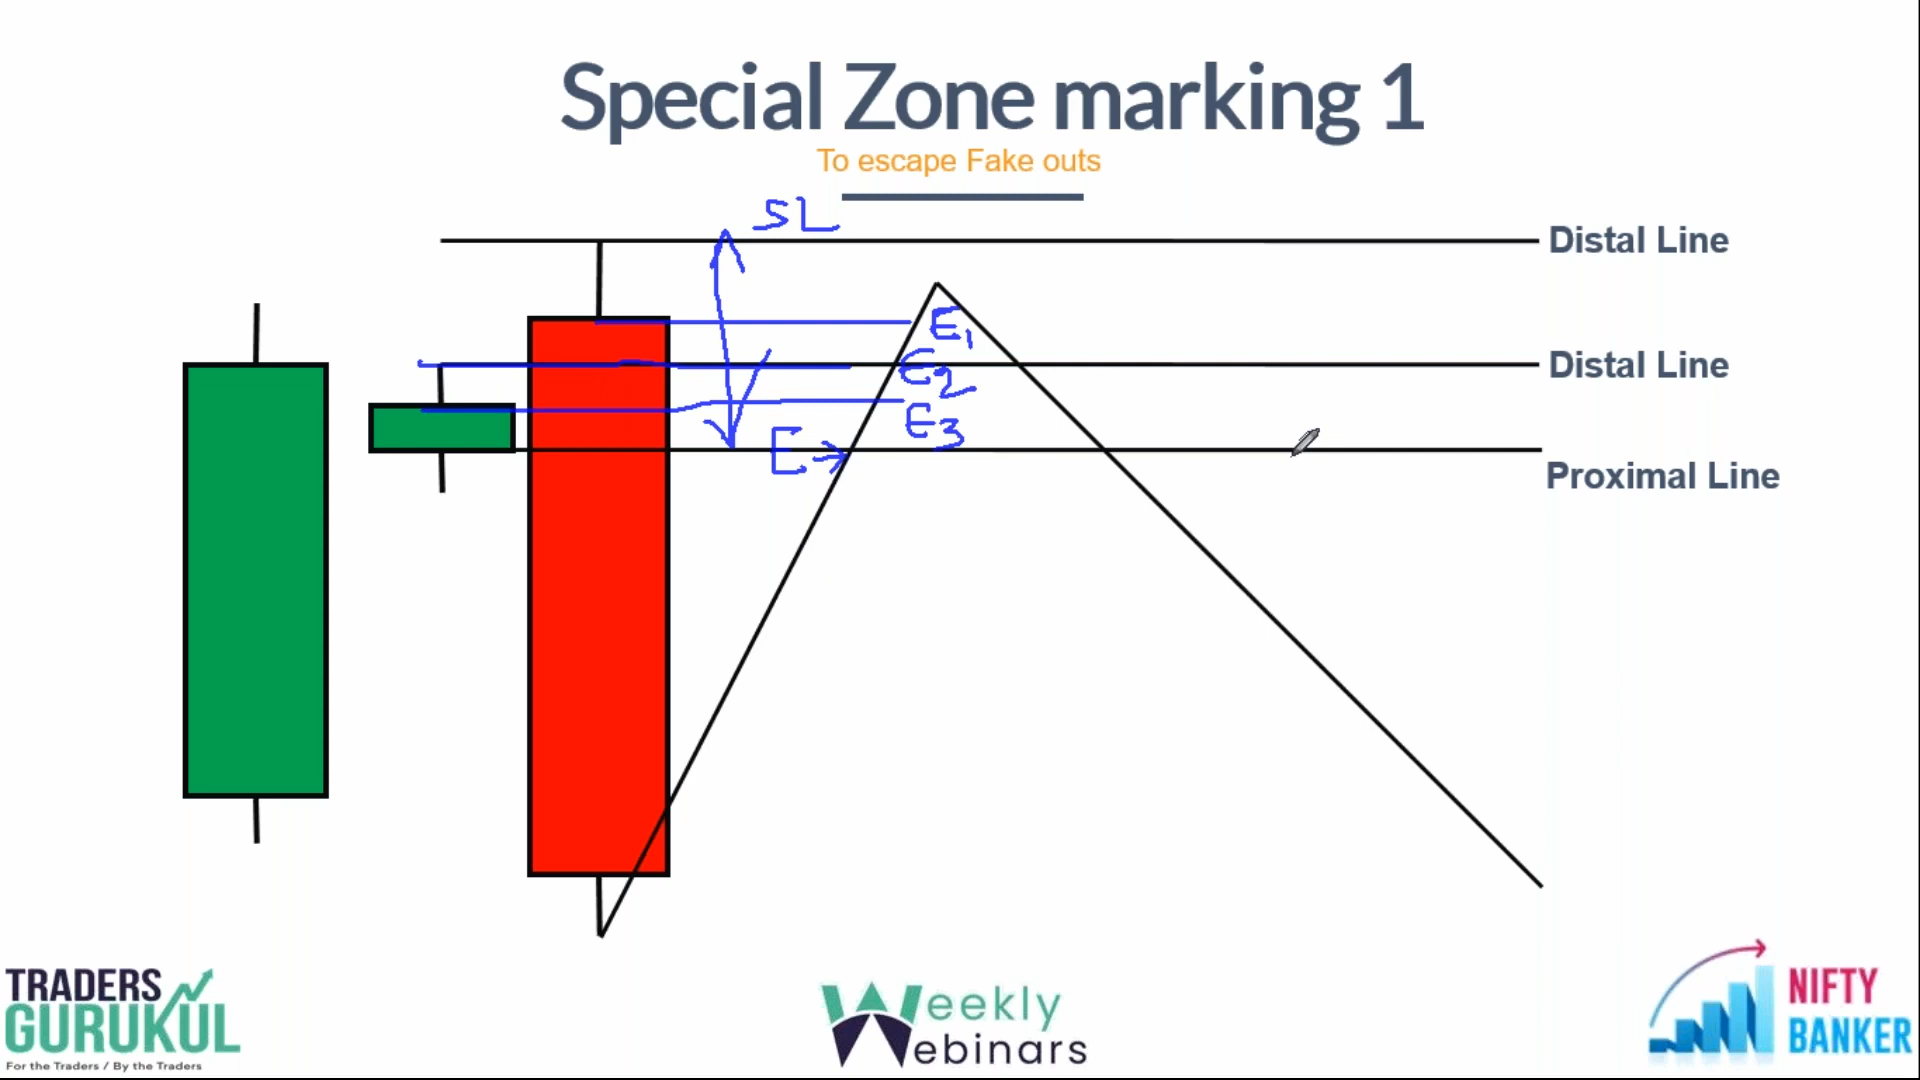 Special Zone marking 1
To escape Fake outs
SL
Distal Line
E1
Distal Line
E2
E3
E
Proximal Line
TRADERS
GURUKUL
For the Traders / By the Traders
Weekly
Webinars
NIFTY
BANKER